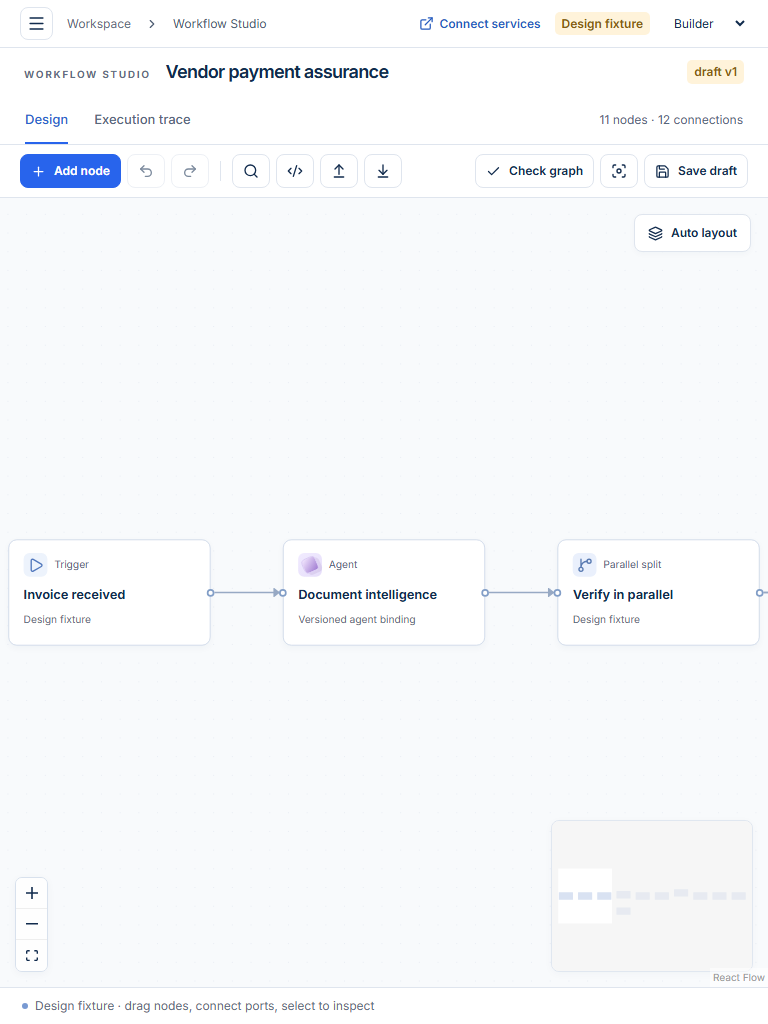 Workspace
Workflow Studio
Connect services
Design fixture
Builder
WORKFLOW STUDIO
Vendor payment assurance
draft v1
Design
Execution trace
11 nodes · 12 connections
Add node
Check graph
Save draft
Auto layout
Trigger
Invoice received
Design fixture
Agent
Document intelligence
Versioned agent binding
Parallel split
Verify in parallel
Design fixture
React Flow
Design fixture · drag nodes, connect ports, select to inspect